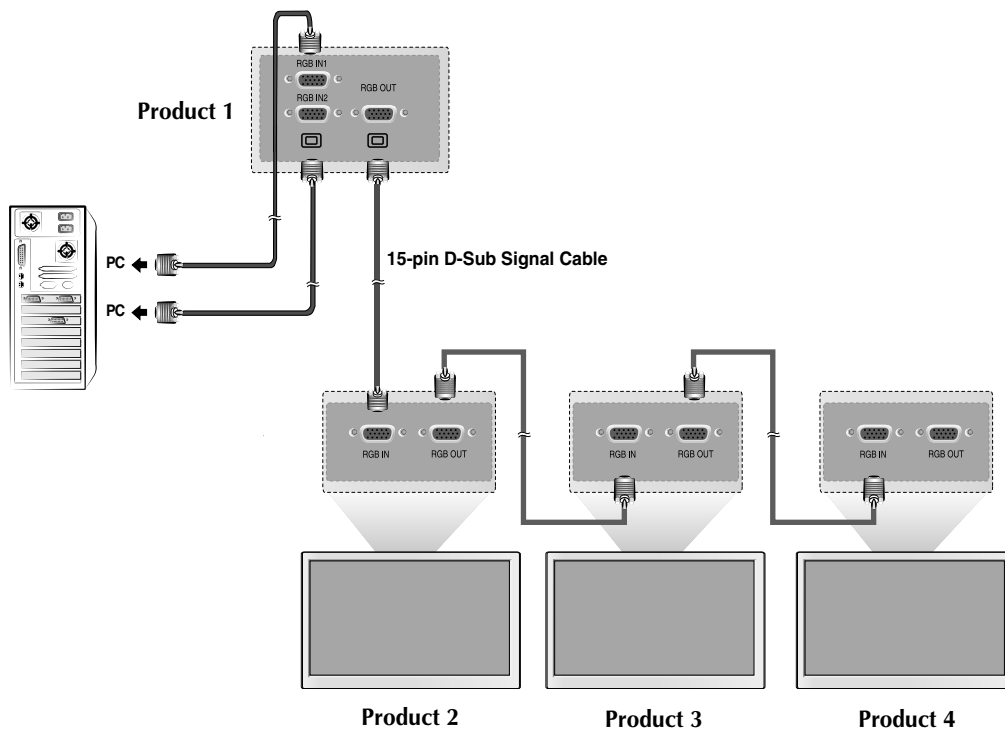 RGB IN1
RGB IN2
RGB OUT
Product 1
PC
PC
15-pin D-Sub Signal Cable
RGB IN
RGB OUT
RGB IN
RGB OUT
RGB IN
RGB OUT
Product 2
Product 3
Product 4